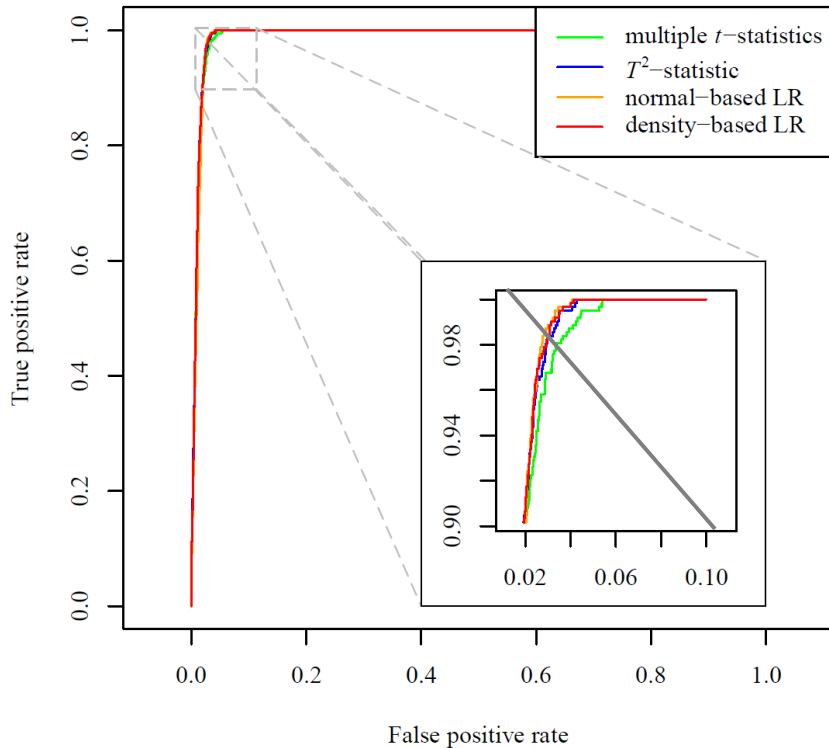 multiple t−statistics
T²−statistic
normal−based LR
density−based LR
True positive rate
1.0
0.8
0.6
0.4
0.2
0.0
0.98
0.94
0.90
0.02 0.06 0.10
0.0 0.2 0.4 0.6 0.8 1.0
False positive rate